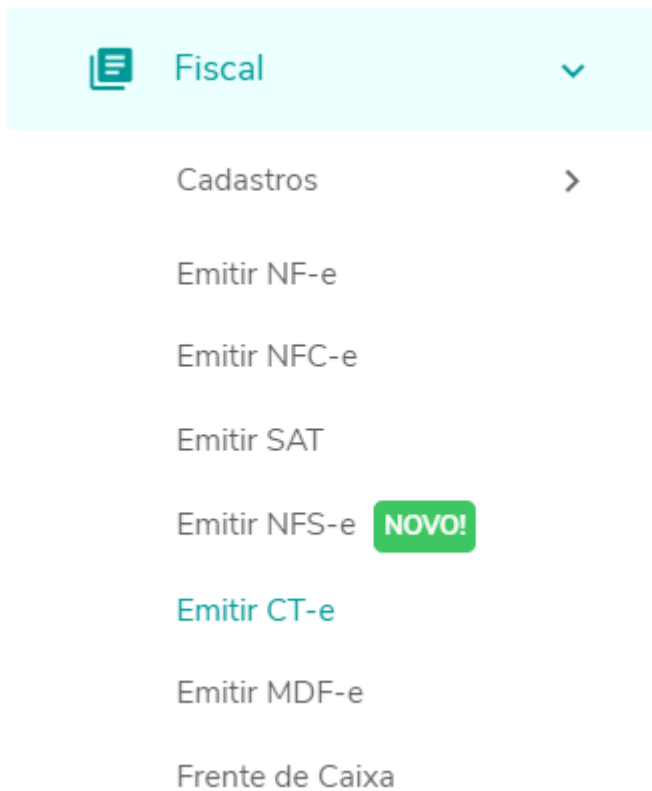 Fiscal
Cadastros
Emitir NF-e
Emitir NFC-e
Emitir SAT
Emitir NFS-e NOVO!
Emitir CT-e
Emitir MDF-e
Frente de Caixa